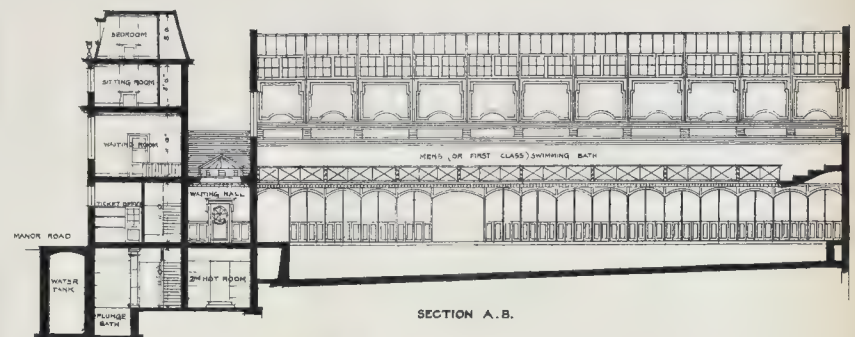 BEDROOM
SITTING ROOM
WAITING ROOM
MENS (OR FIRST CLASS) SWIMMING BATH
TICKET OFFICE
WAITING HALL
MANOR ROAD
WATER
TANK
2ND HOT ROOM
PLUNGE
BATH
SECTION A.B.